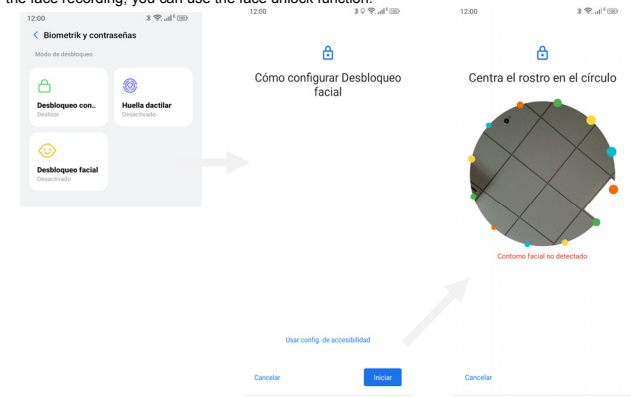 the face recording, you can use the face unlock function.
12:00
Biometrik y contraseñas
Modo de desbloqueo
Desbloqueo con..
Deslizar
Huella dactilar
Desactivado
Desbloqueo facial
Desactivado
12:00
Cómo configurar Desbloqueo
facial
Usar config. de accesibilidad
Cancelar
Iniciar
12:00
Centra el rostro en el círculo
Contorno facial no detectado
Cancelar